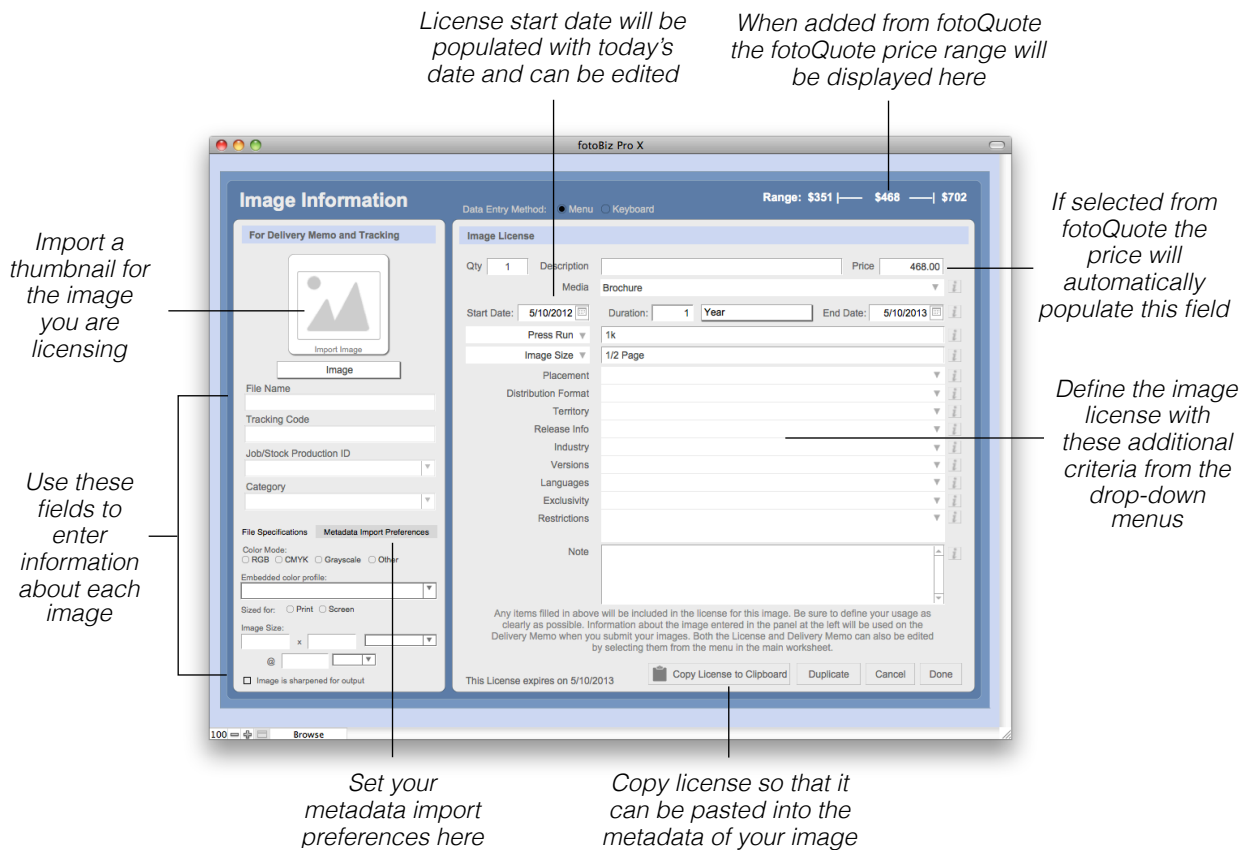 License start date will be
populated with today's
date and can be edited
When added from fotoQuote
the fotoQuote price range will
be displayed here
fotoBiz Pro X
Image Information
Data Entry Method: Menu Keyboard
Range: $351 |—— $468 ——| $702
For Delivery Memo and Tracking
Import Image
Image
File Name
Tracking Code
Job/Stock Production ID
Category
File Specifications Metadata Import Preferences
Color Mode:
RGB CMYK Grayscale Other
Embedded color profile:
Sized for: Print Screen
Image Size:
x
@
Image is sharpened for output
Image License
Qty 1 Description Price 468.00
Media Brochure
Start Date: 5/10/2012 Duration: 1 Year End Date: 5/10/2013
Press Run 1k
Image Size 1/2 Page
Placement
Distribution Format
Territory
Release Info
Industry
Versions
Languages
Exclusivity
Restrictions
Note
Any items filled in above will be included in the license for this image. Be sure to define your usage as
clearly as possible. Information about the image entered in the panel at the left will be used on the
Delivery Memo when you submit your images. Both the License and Delivery Memo can also be edited
by selecting them from the menu in the main worksheet.
This License expires on 5/10/2013
Copy License to Clipboard Duplicate Cancel Done
100 Browse
Import a
thumbnail for
the image
you are
licensing
Use these
fields to
enter
information
about each
image
If selected from
fotoQuote the
price will
automatically
populate this field
Define the image
license with
these additional
criteria from the
drop-down
menus
Set your
metadata import
preferences here
Copy license so that it
can be pasted into the
metadata of your image